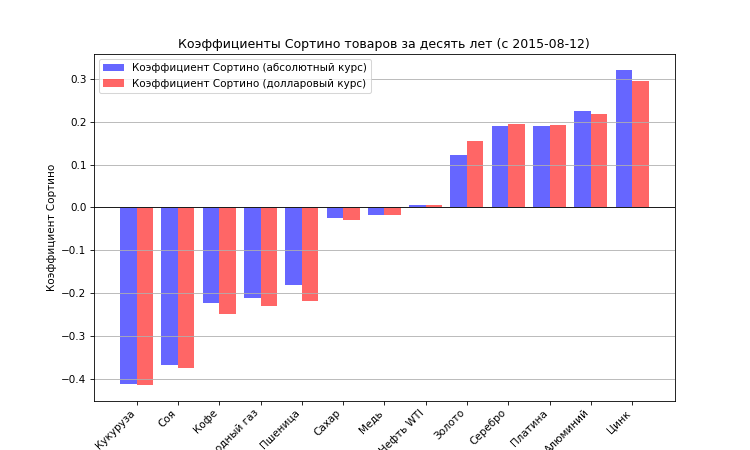 Коэффициенты Сортино товаров за десять лет (с 2015-08-12)
Коэффициент Сортино (абсолютный курс)
Коэффициент Сортино (долларовый курс)
Коэффициент Сортино
0.3
0.2
0.1
0.0
−0.1
−0.2
−0.3
−0.4
Кукуруза
Соя
Кофе
газ
Пшеница
Сахар
Медь
Нефть WTI
Золото
Серебро
Платина
Алюминий
Цинк